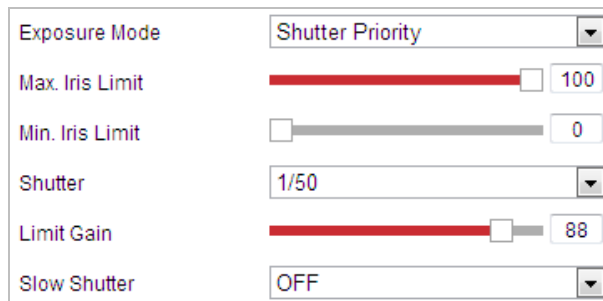 Exposure Mode Shutter Priority
Max. Iris Limit 100
Min. Iris Limit 0
Shutter 1/50
Limit Gain 88
Slow Shutter OFF